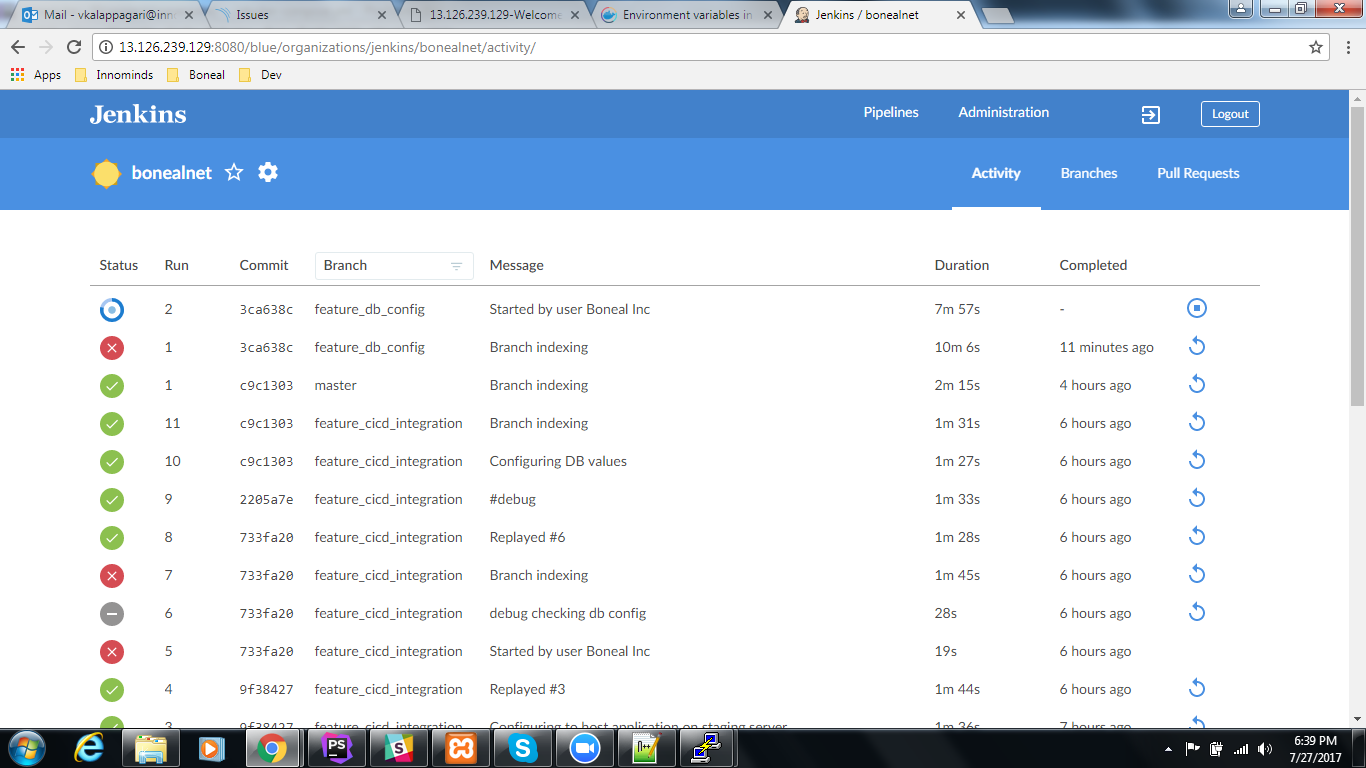 Mail - vkalappagari@inn
Issues
13.126.239.129-Welcome
Environment variables in
Jenkins / bonealnet
13.126.239.129:8080/blue/organizations/jenkins/bonealnet/activity/
Apps Innominds Boneal Dev
Jenkins Pipelines Administration Logout
bonealnet Activity Branches Pull Requests
Status Run Commit Branch Message Duration Completed
2 3ca638c feature_db_config Started by user Boneal Inc 7m 57s -
1 3ca638c feature_db_config Branch indexing 10m 6s 11 minutes ago
1 c9c1303 master Branch indexing 2m 15s 4 hours ago
11 c9c1303 feature_cicd_integration Branch indexing 1m 31s 6 hours ago
10 c9c1303 feature_cicd_integration Configuring DB values 1m 27s 6 hours ago
9 2205a7e feature_cicd_integration #debug 1m 33s 6 hours ago
8 733fa20 feature_cicd_integration Replayed #6 1m 28s 6 hours ago
7 733fa20 feature_cicd_integration Branch indexing 1m 45s 6 hours ago
6 733fa20 feature_cicd_integration debug checking db config 28s 6 hours ago
5 733fa20 feature_cicd_integration Started by user Boneal Inc 19s 6 hours ago
4 9f38427 feature_cicd_integration Replayed #3 1m 44s 6 hours ago
3 9f38427 feature_cicd_integration Configuring to host application on staging server 1m 36s 7 hours ago
6:39 PM
7/27/2017